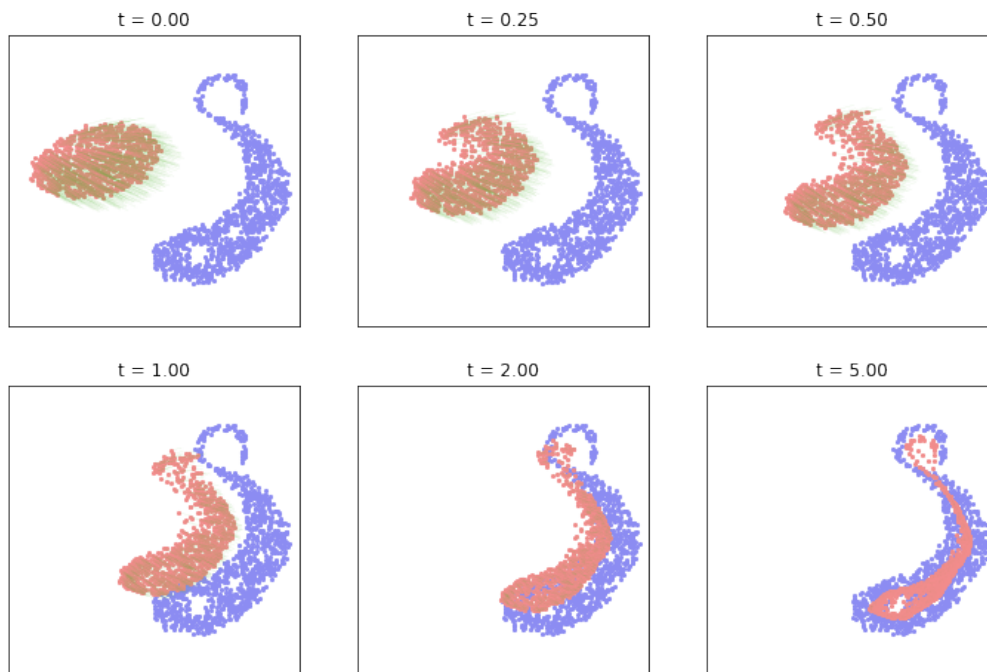 t = 0.00
t = 0.25
t = 0.50
t = 1.00
t = 2.00
t = 5.00